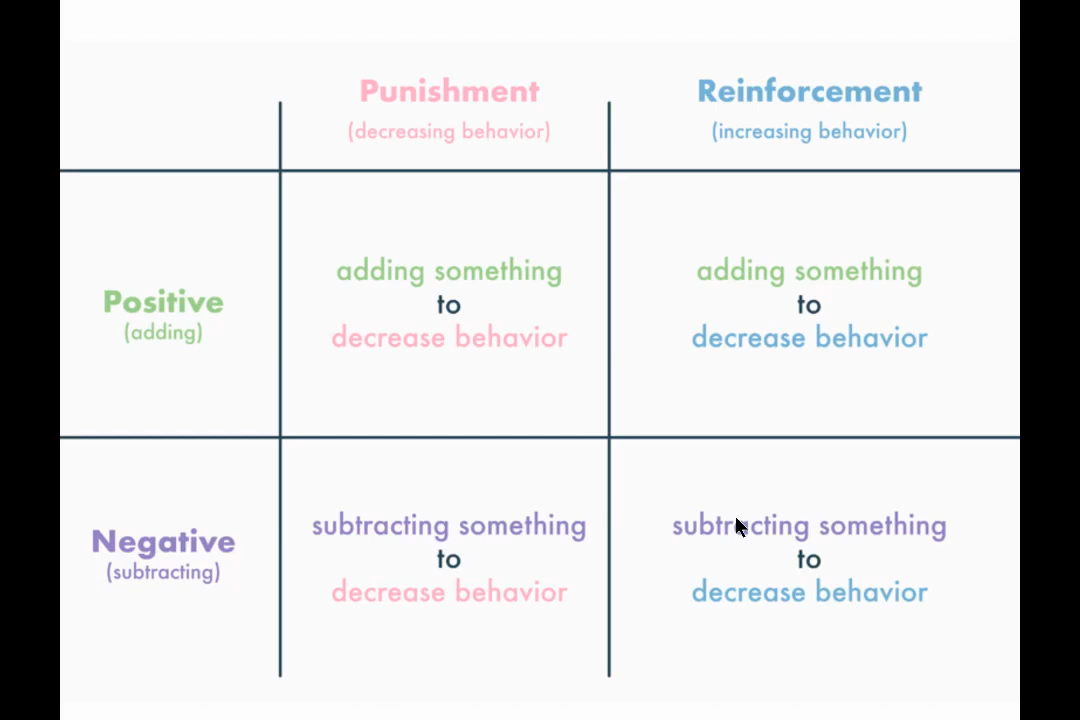 Punishment
(decreasing behavior)
Reinforcement
(increasing behavior)
Positive
(adding)
adding something
to
decrease behavior
adding something
to
decrease behavior
Negative
(subtracting)
subtracting something
to
decrease behavior
subtracting something
to
decrease behavior